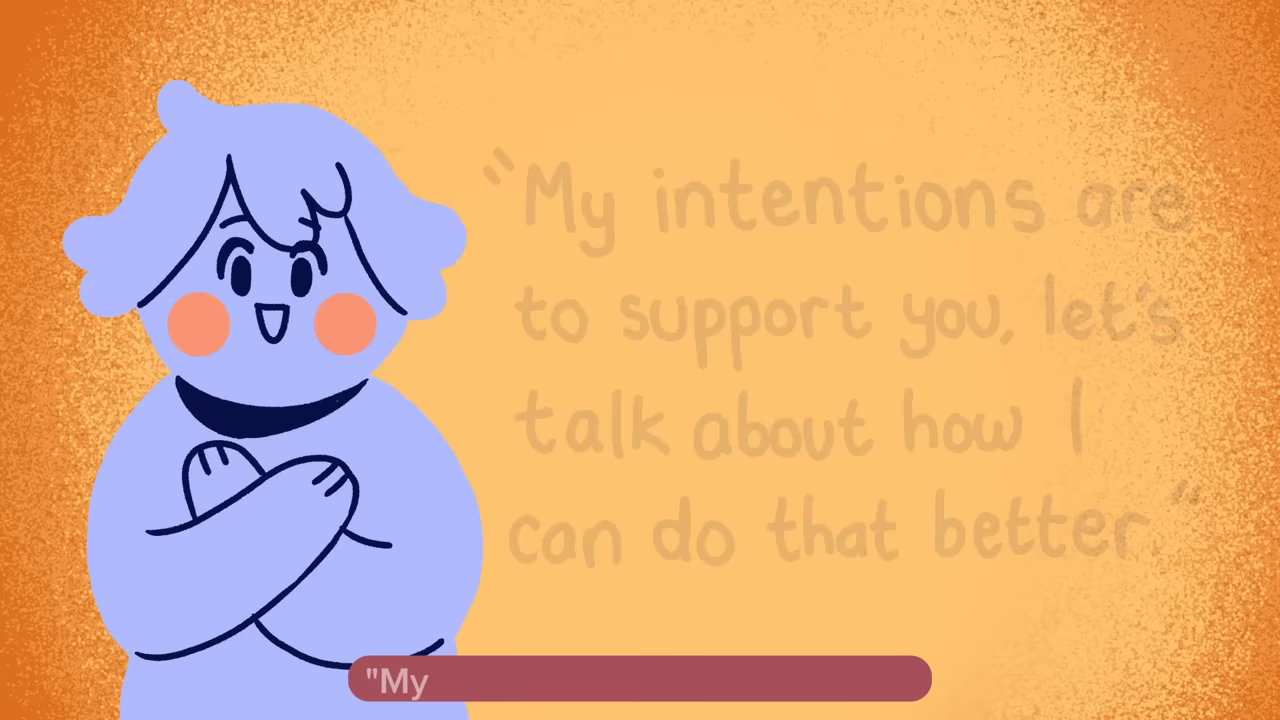 "My intentions are
to support you, let's
talk about how I
can do that better."
"My